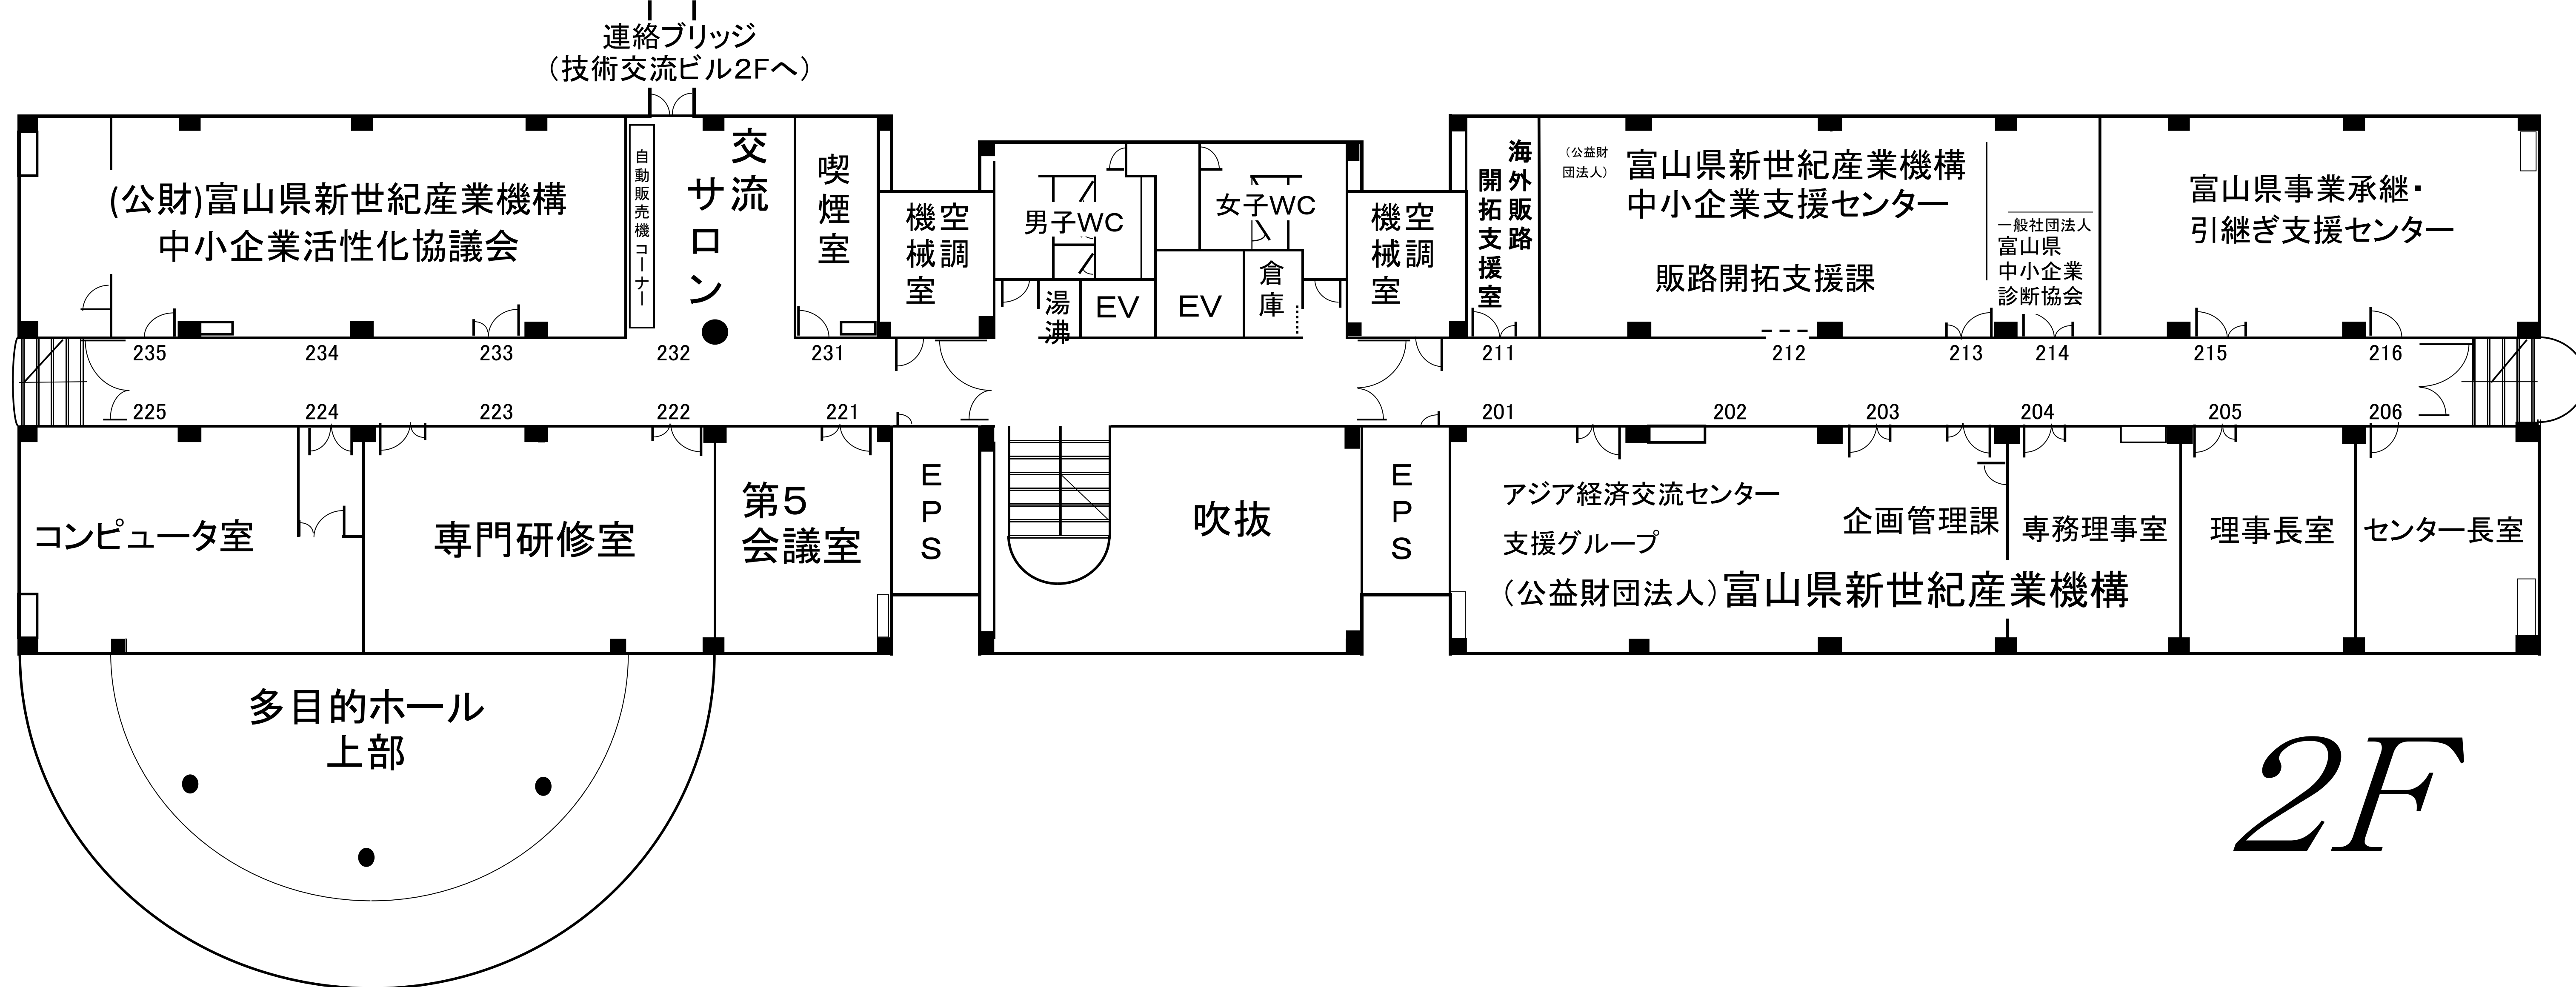 連絡ブリッジ
（技術交流ビル2Fへ）
(公財)富山県新世紀産業機構
中小企業活性化協議会
自動販売機コーナー
交流
サロン
喫煙室
空調
機械室
男子WC
女子WC
湯沸
EV
EV
倉庫
空調
機械室
海外販路
開拓支援室
（公益財
団法人）
富山県新世紀産業機構
中小企業支援センター
販路開拓支援課
一般社団法人
富山県
中小企業
診断協会
富山県事業承継・
引継ぎ支援センター
235
234
233
232
231
211
212
213
214
215
216
225
224
223
222
221
201
202
203
204
205
206
コンピュータ室
専門研修室
第5
会議室
EPS
吹抜
EPS
アジア経済交流センター
支援グループ
（公益財団法人）富山県新世紀産業機構
企画管理課
専務理事室
理事長室
センター長室
多目的ホール
上部
2F